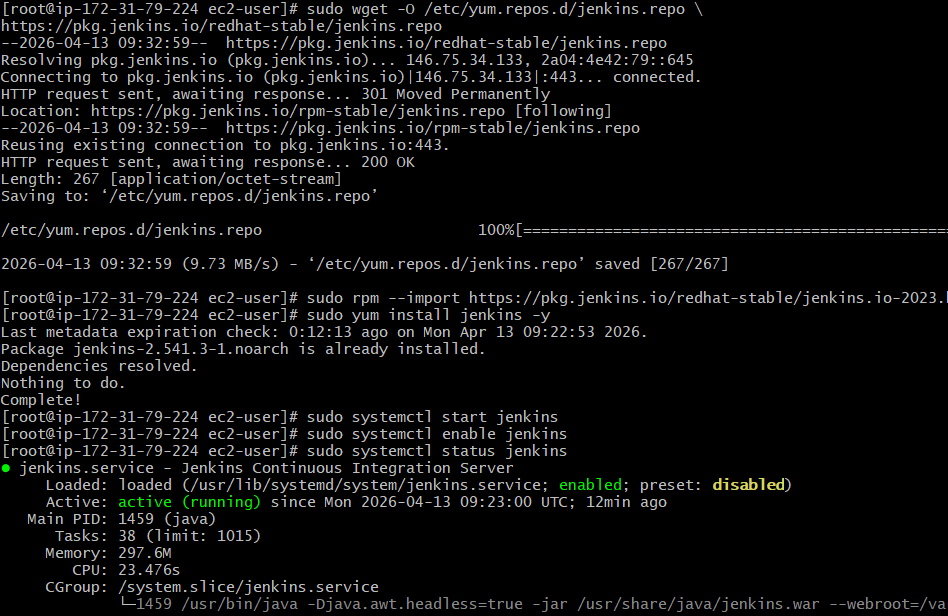 [root@ip-172-31-79-224 ec2-user]# sudo wget -O /etc/yum.repos.d/jenkins.repo \
https://pkg.jenkins.io/redhat-stable/jenkins.repo
--2026-04-13 09:32:59--  https://pkg.jenkins.io/redhat-stable/jenkins.repo
Resolving pkg.jenkins.io (pkg.jenkins.io)... 146.75.34.133, 2a04:4e42:79::645
Connecting to pkg.jenkins.io (pkg.jenkins.io)|146.75.34.133|:443... connected.
HTTP request sent, awaiting response... 301 Moved Permanently
Location: https://pkg.jenkins.io/rpm-stable/jenkins.repo [following]
--2026-04-13 09:32:59--  https://pkg.jenkins.io/rpm-stable/jenkins.repo
Reusing existing connection to pkg.jenkins.io:443.
HTTP request sent, awaiting response... 200 OK
Length: 267 [application/octet-stream]
Saving to: ‘/etc/yum.repos.d/jenkins.repo’
/etc/yum.repos.d/jenkins.repo 100%[================================================
2026-04-13 09:32:59 (9.73 MB/s) - ‘/etc/yum.repos.d/jenkins.repo’ saved [267/267]
[root@ip-172-31-79-224 ec2-user]# sudo rpm --import https://pkg.jenkins.io/redhat-stable/jenkins.io-2023.
[root@ip-172-31-79-224 ec2-user]# sudo yum install jenkins -y
Last metadata expiration check: 0:12:13 ago on Mon Apr 13 09:22:53 2026.
Package jenkins-2.541.3-1.noarch is already installed.
Dependencies resolved.
Nothing to do.
Complete!
[root@ip-172-31-79-224 ec2-user]# sudo systemctl start jenkins
[root@ip-172-31-79-224 ec2-user]# sudo systemctl enable jenkins
[root@ip-172-31-79-224 ec2-user]# sudo systemctl status jenkins
● jenkins.service - Jenkins Continuous Integration Server
Loaded: loaded (/usr/lib/systemd/system/jenkins.service; enabled; preset: disabled)
Active: active (running) since Mon 2026-04-13 09:23:00 UTC; 12min ago
Main PID: 1459 (java)
Tasks: 38 (limit: 1015)
Memory: 297.6M
CPU: 23.476s
CGroup: /system.slice/jenkins.service
└─1459 /usr/bin/java -Djava.awt.headless=true -jar /usr/share/java/jenkins.war --webroot=/va